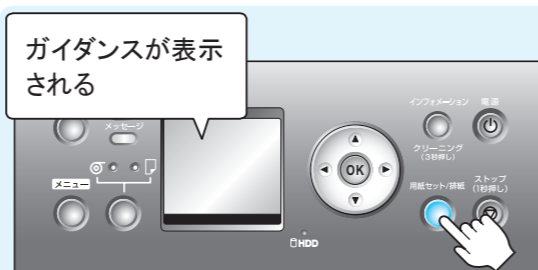 ガイダンスが表示
される
インフォメーション
電源
メッセージ
クリーニング
(3秒押し)
OK
メニュー
用紙セット/排紙
ストップ
(1秒押し)
HDD